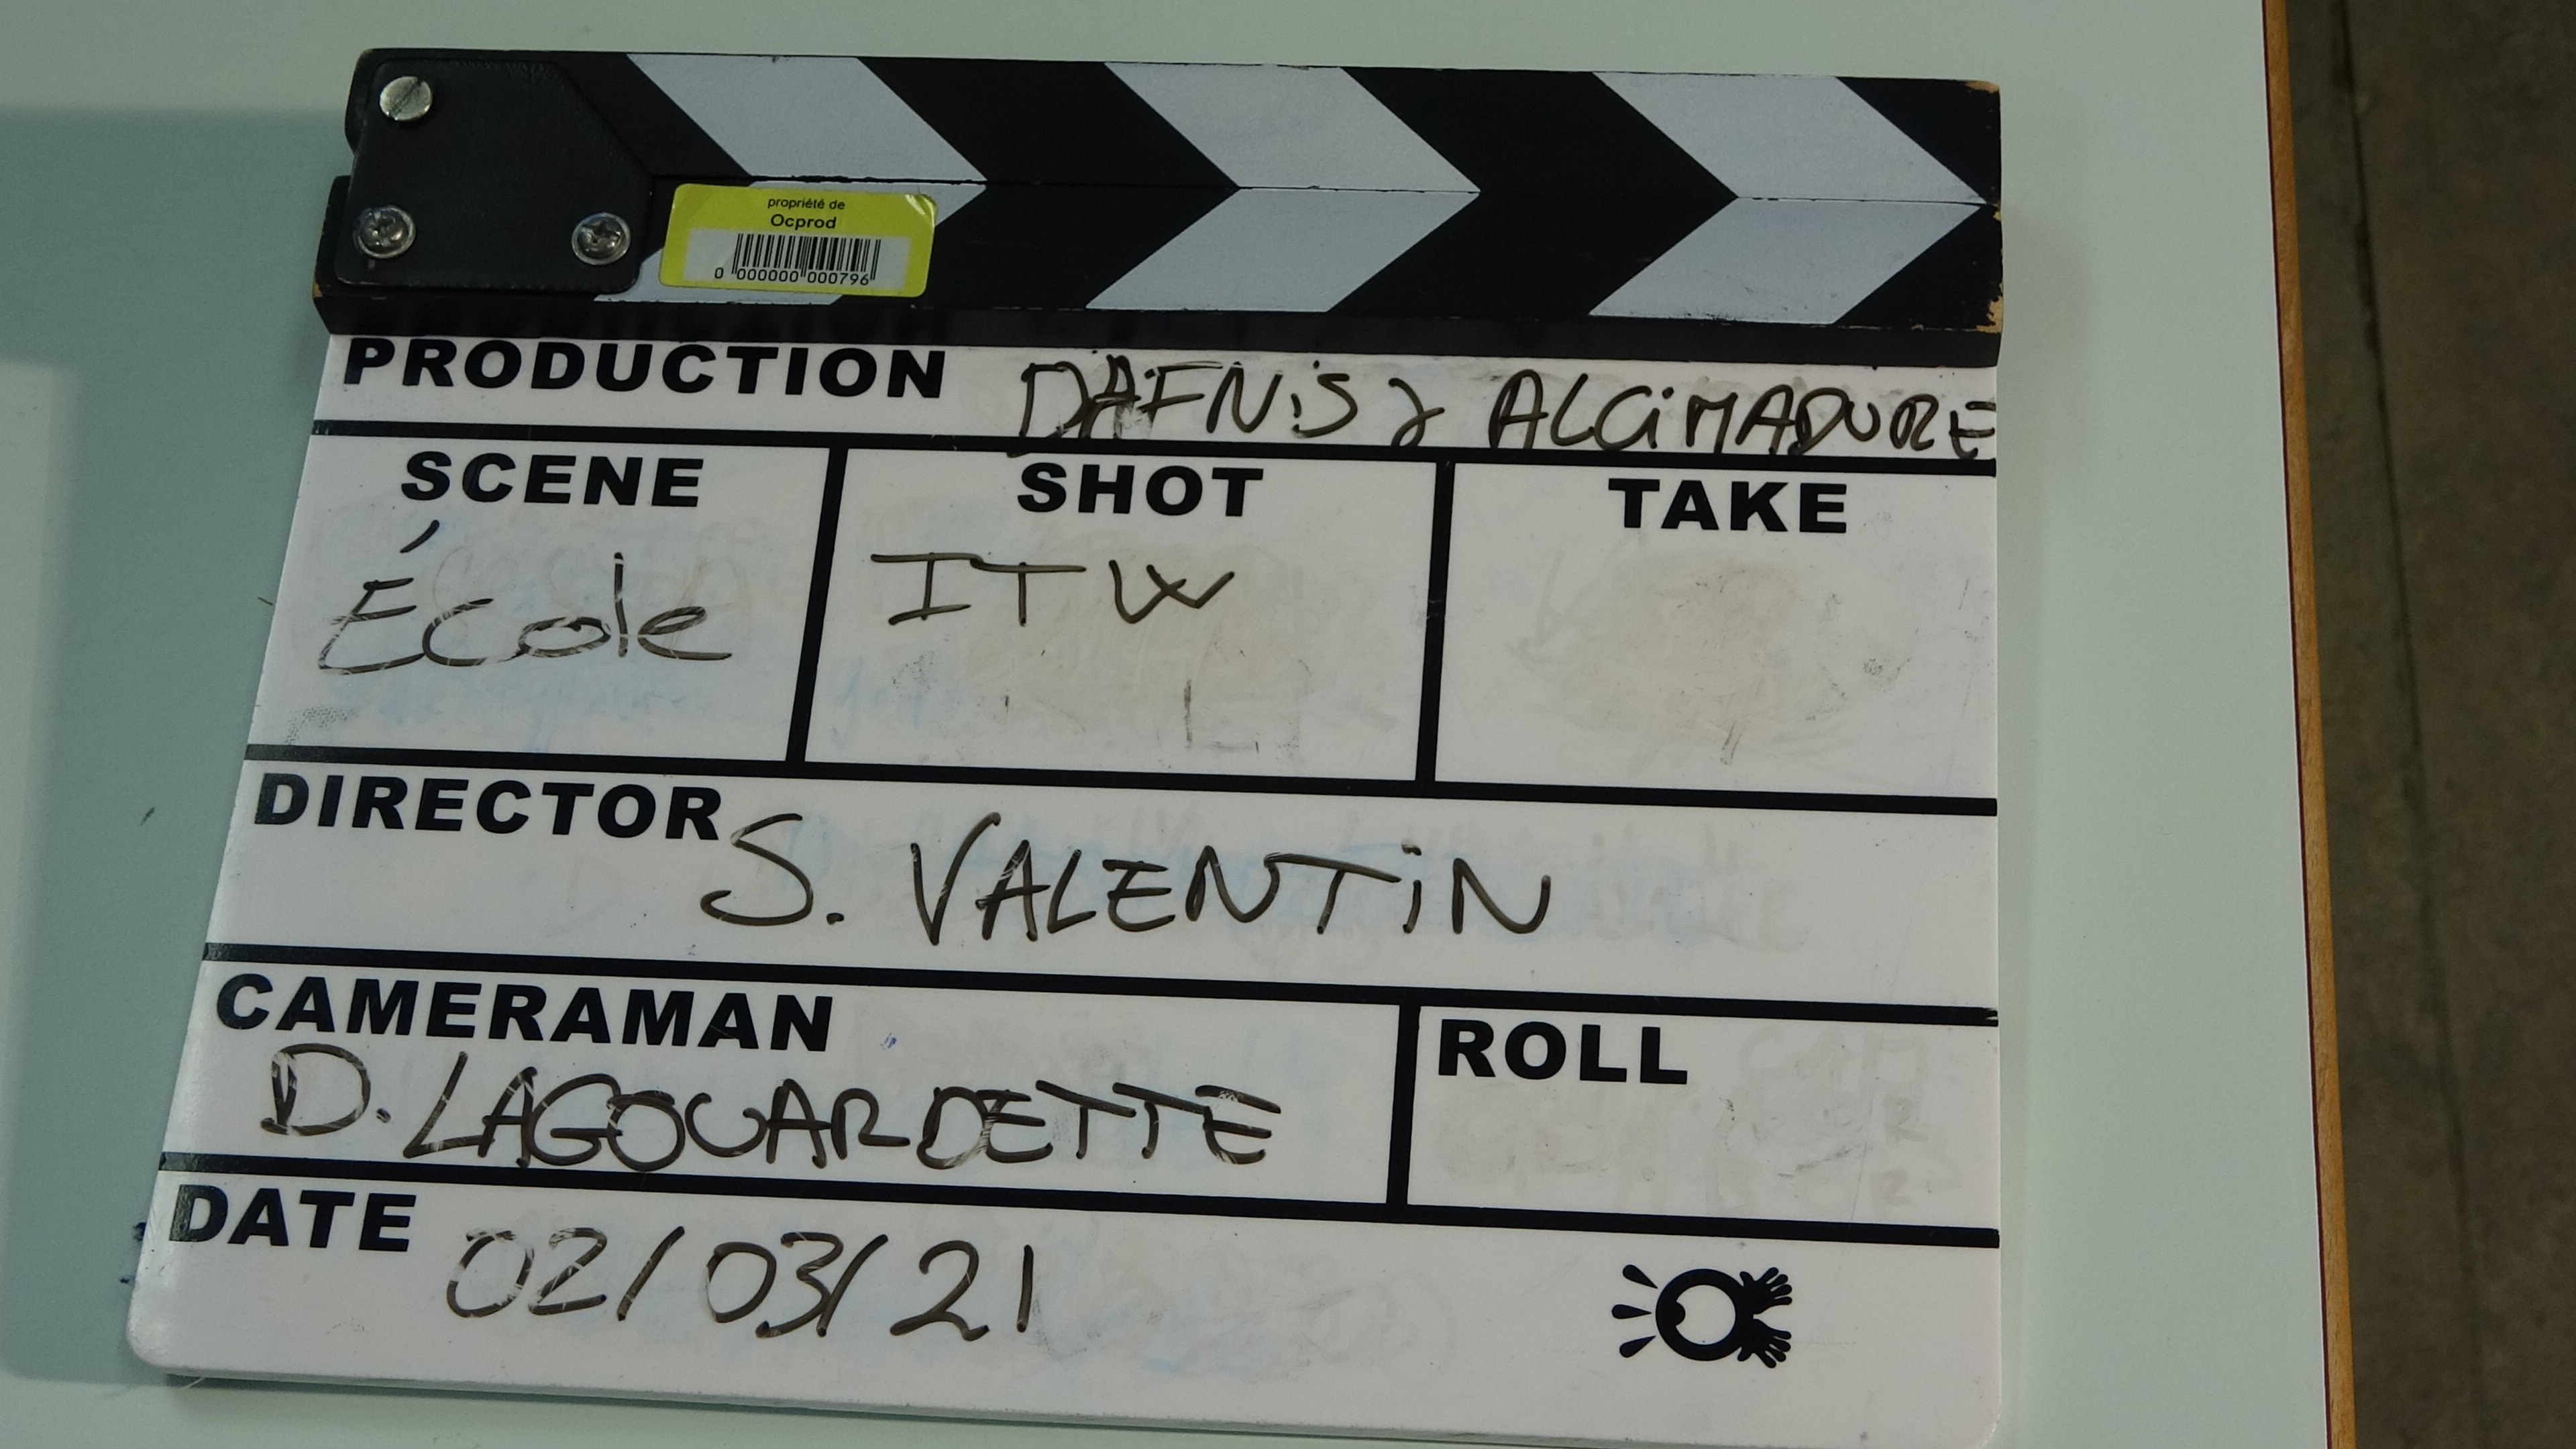 propriété de
Ocprod
0 000000 000796
PRODUCTION DAFNiS & ALCiMADURE
SCENE SHOT TAKE
École ITW
DIRECTOR S. VALENTiN
CAMERAMAN ROLL
D. LAGOUARDETTE
DATE 02/03/21